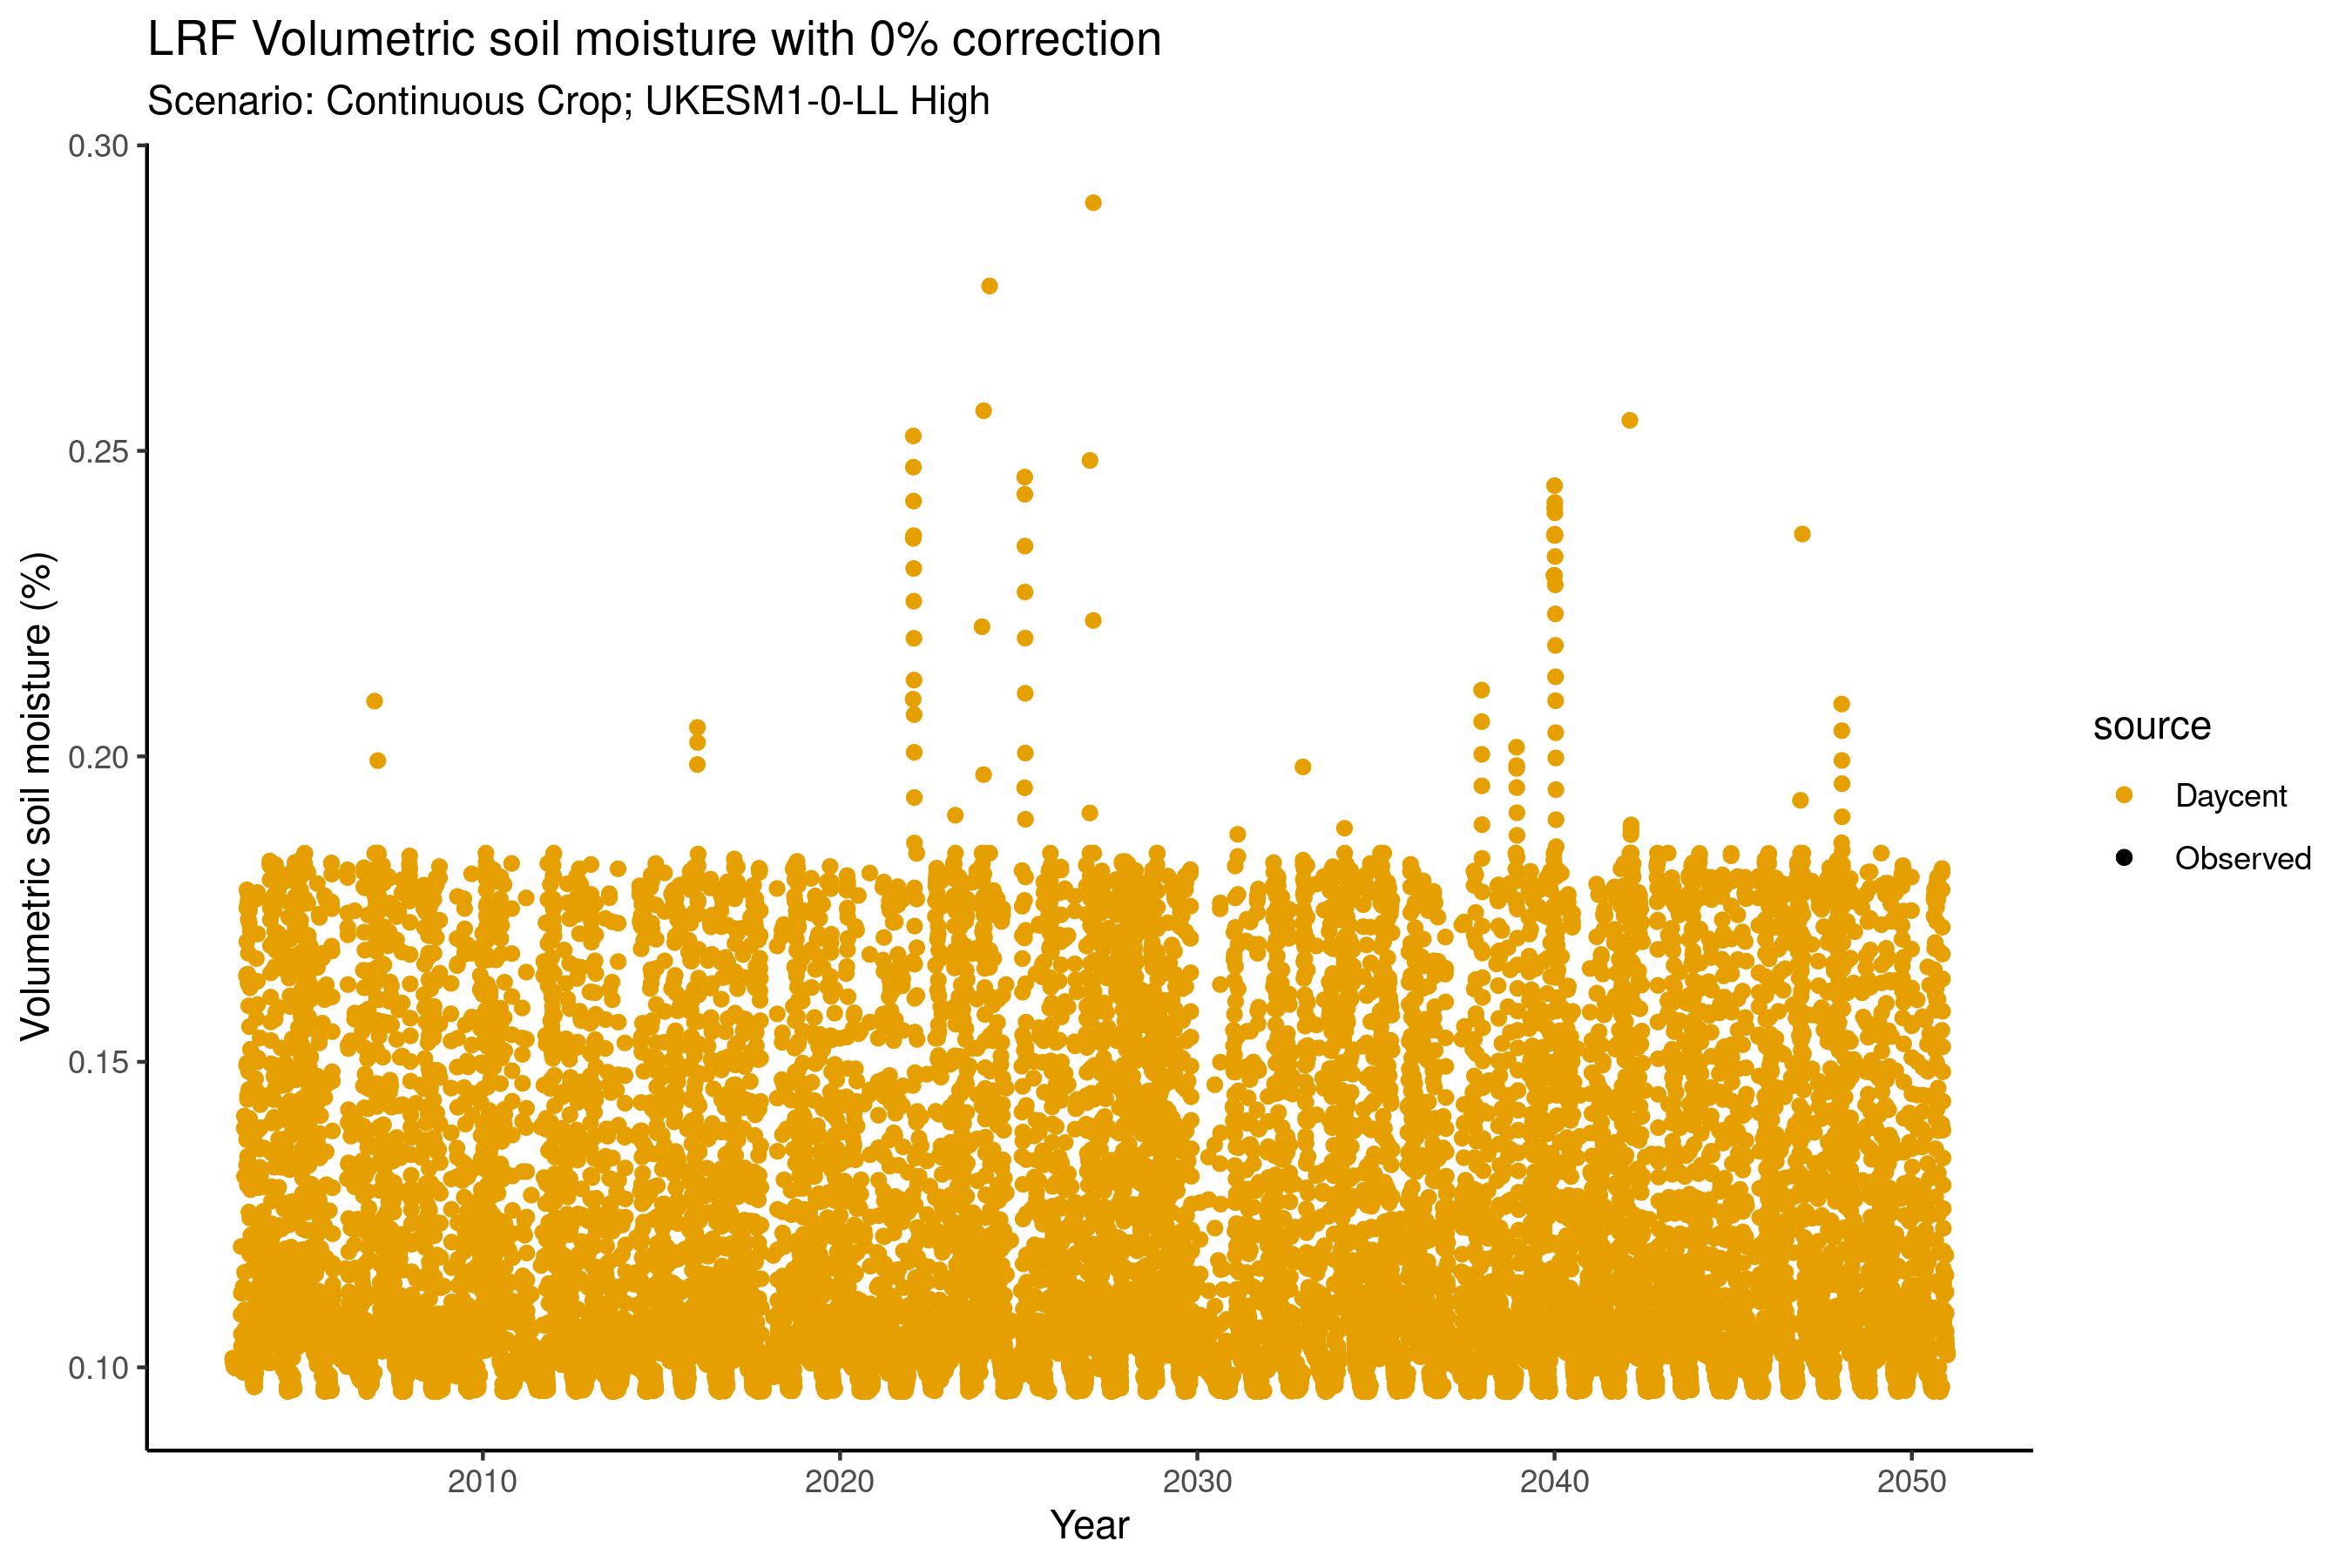 LRF Volumetric soil moisture with 0% correction
Scenario: Continuous Crop; UKESM1-0-LL High
0.30
0.25
0.20
0.15
0.10
Volumetric soil moisture (%)
2010
2020
2030
2040
2050
Year
source
Daycent
Observed